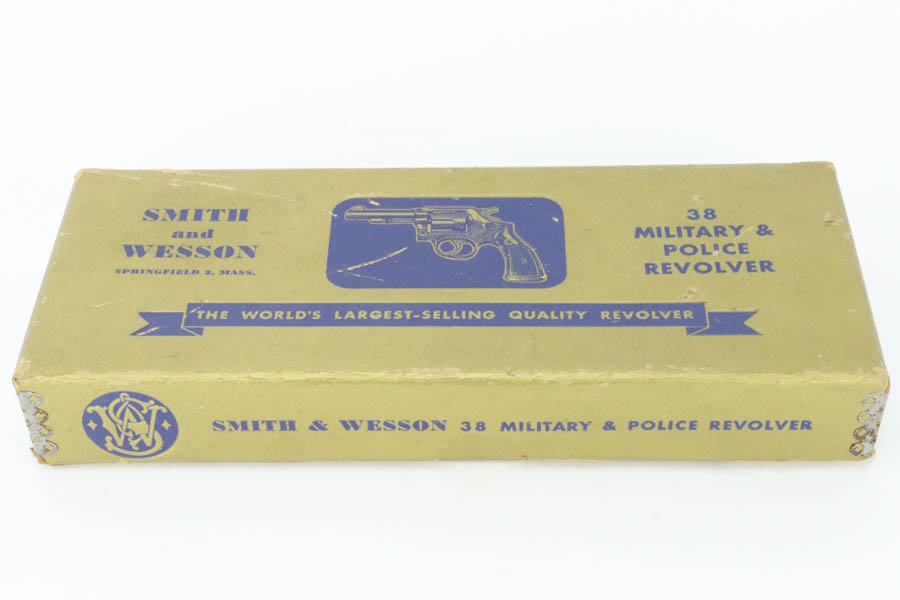 SMITH
and
WESSON
SPRINGFIELD 2, MASS.
38
MILITARY &
POLICE
REVOLVER
THE WORLD'S LARGEST-SELLING QUALITY REVOLVER
SMITH & WESSON 38 MILITARY & POLICE REVOLVER